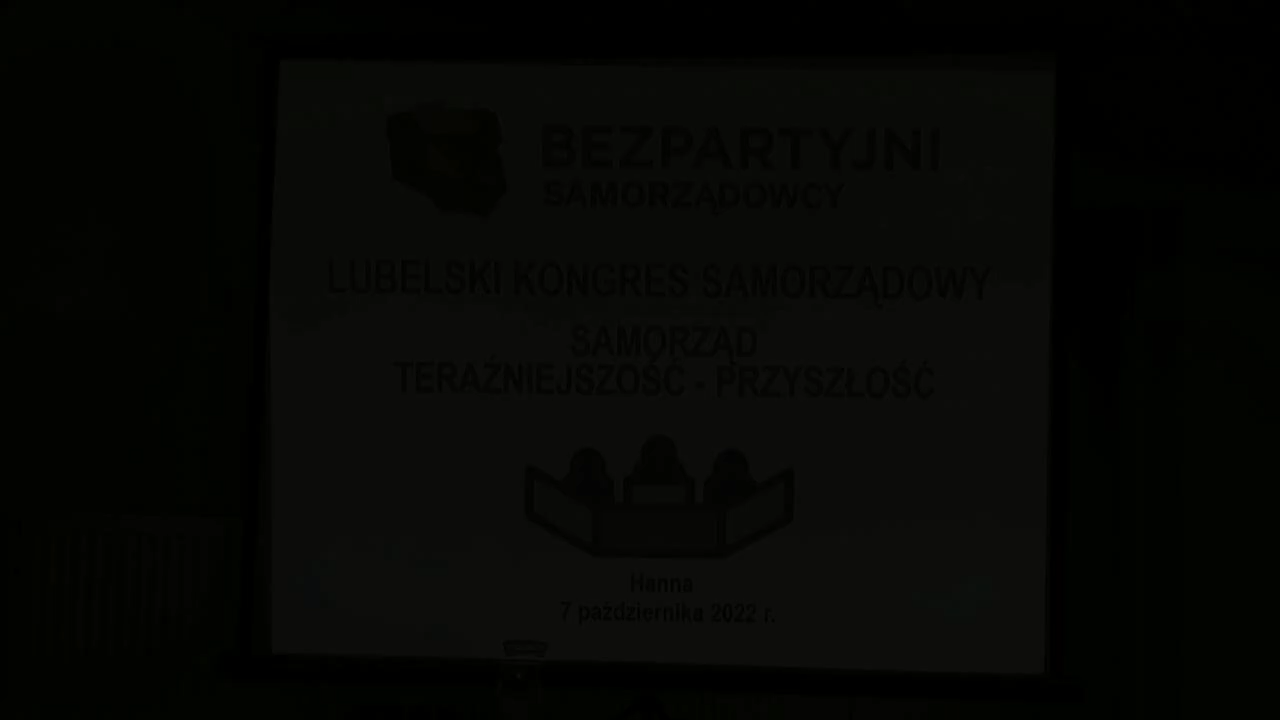 BEZPARTYJNI
SAMORZĄDOWCY
LUBELSKI KONGRES SAMORZĄDOWY
SAMORZĄD
TERAŹNIEJSZOŚĆ - PRZYSZŁOŚĆ
Hanna
7 października 2022 r.